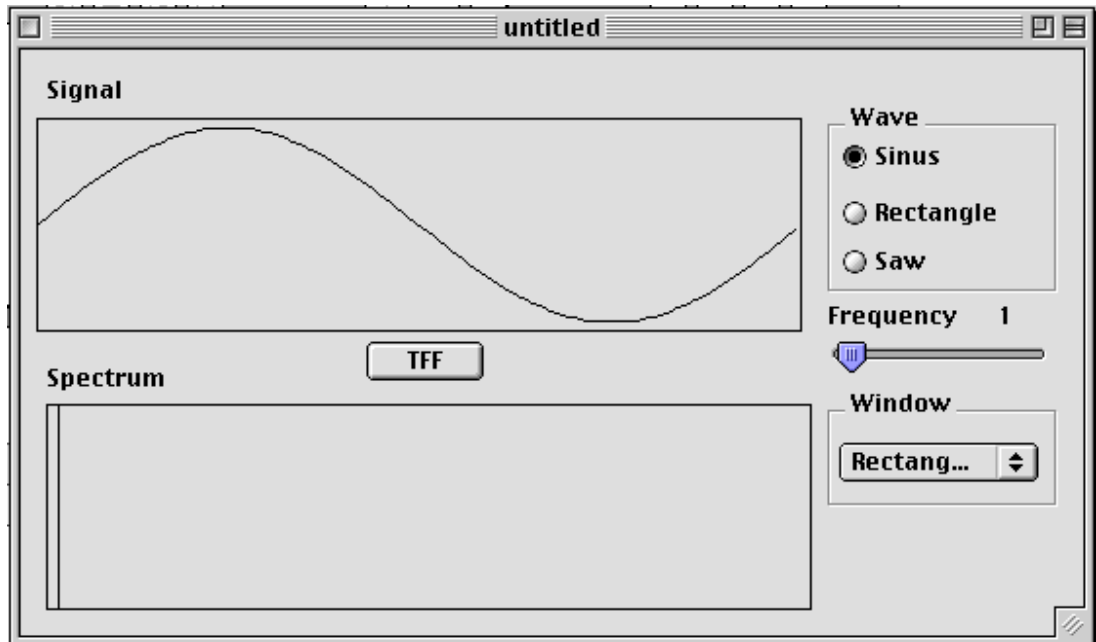 untitled
Signal
Wave
Sinus
Rectangle
Saw
Frequency 1
TFF
Spectrum
Window
Rectang...